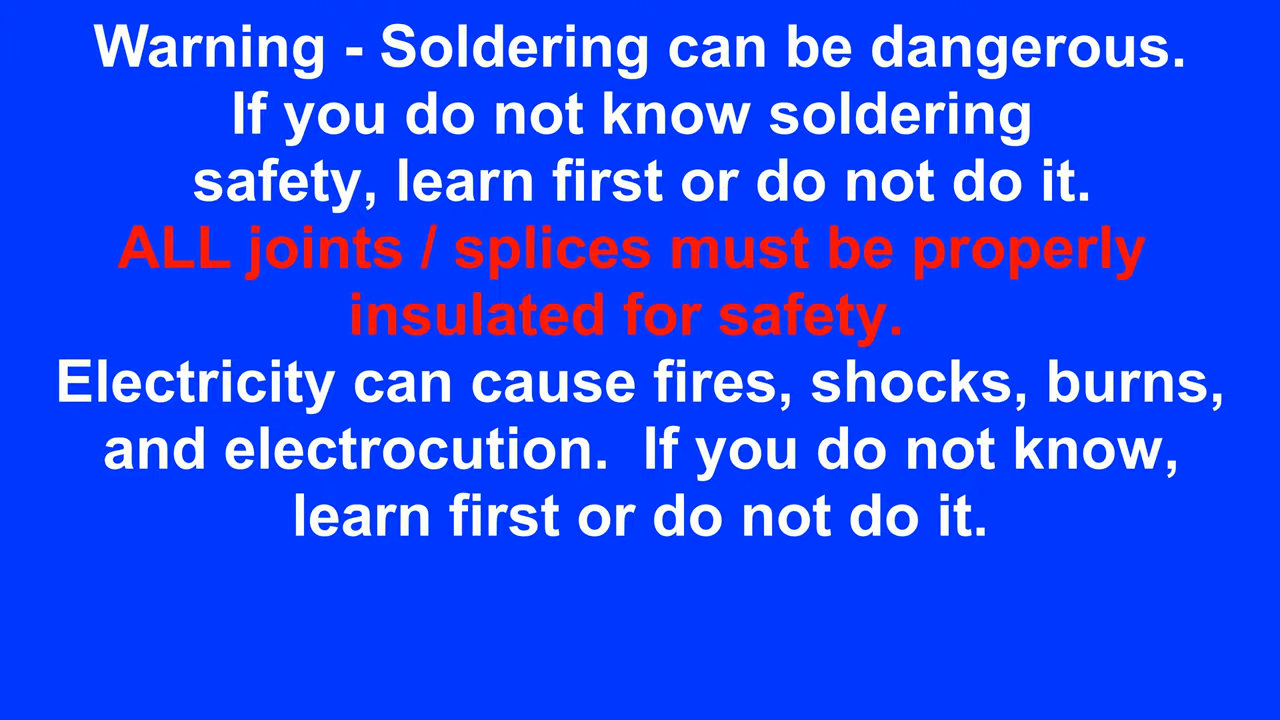 Warning - Soldering can be dangerous.
If you do not know soldering
safety, learn first or do not do it.
ALL joints / splices must be properly
insulated for safety.
Electricity can cause fires, shocks, burns,
and electrocution.  If you do not know,
learn first or do not do it.